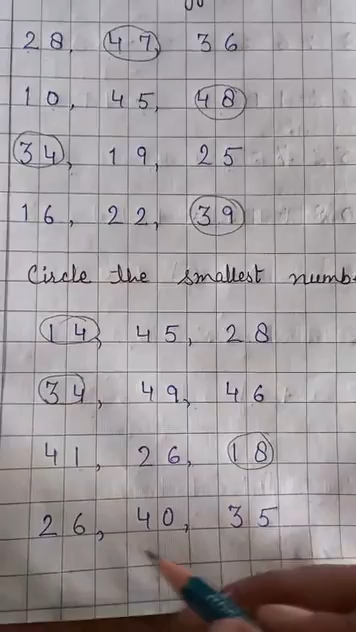 28, 47, 36
10, 45, 48
34, 19, 25
16, 22, 39
Circle the smallest numb
14, 45, 28
34, 49, 46
41, 26, 18
26, 40, 35